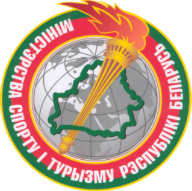 МІНІСТЭРСТВА СПОРТУ І ТУРЫЗМУ РЭСПУБЛІКІ БЕЛАРУСЬ